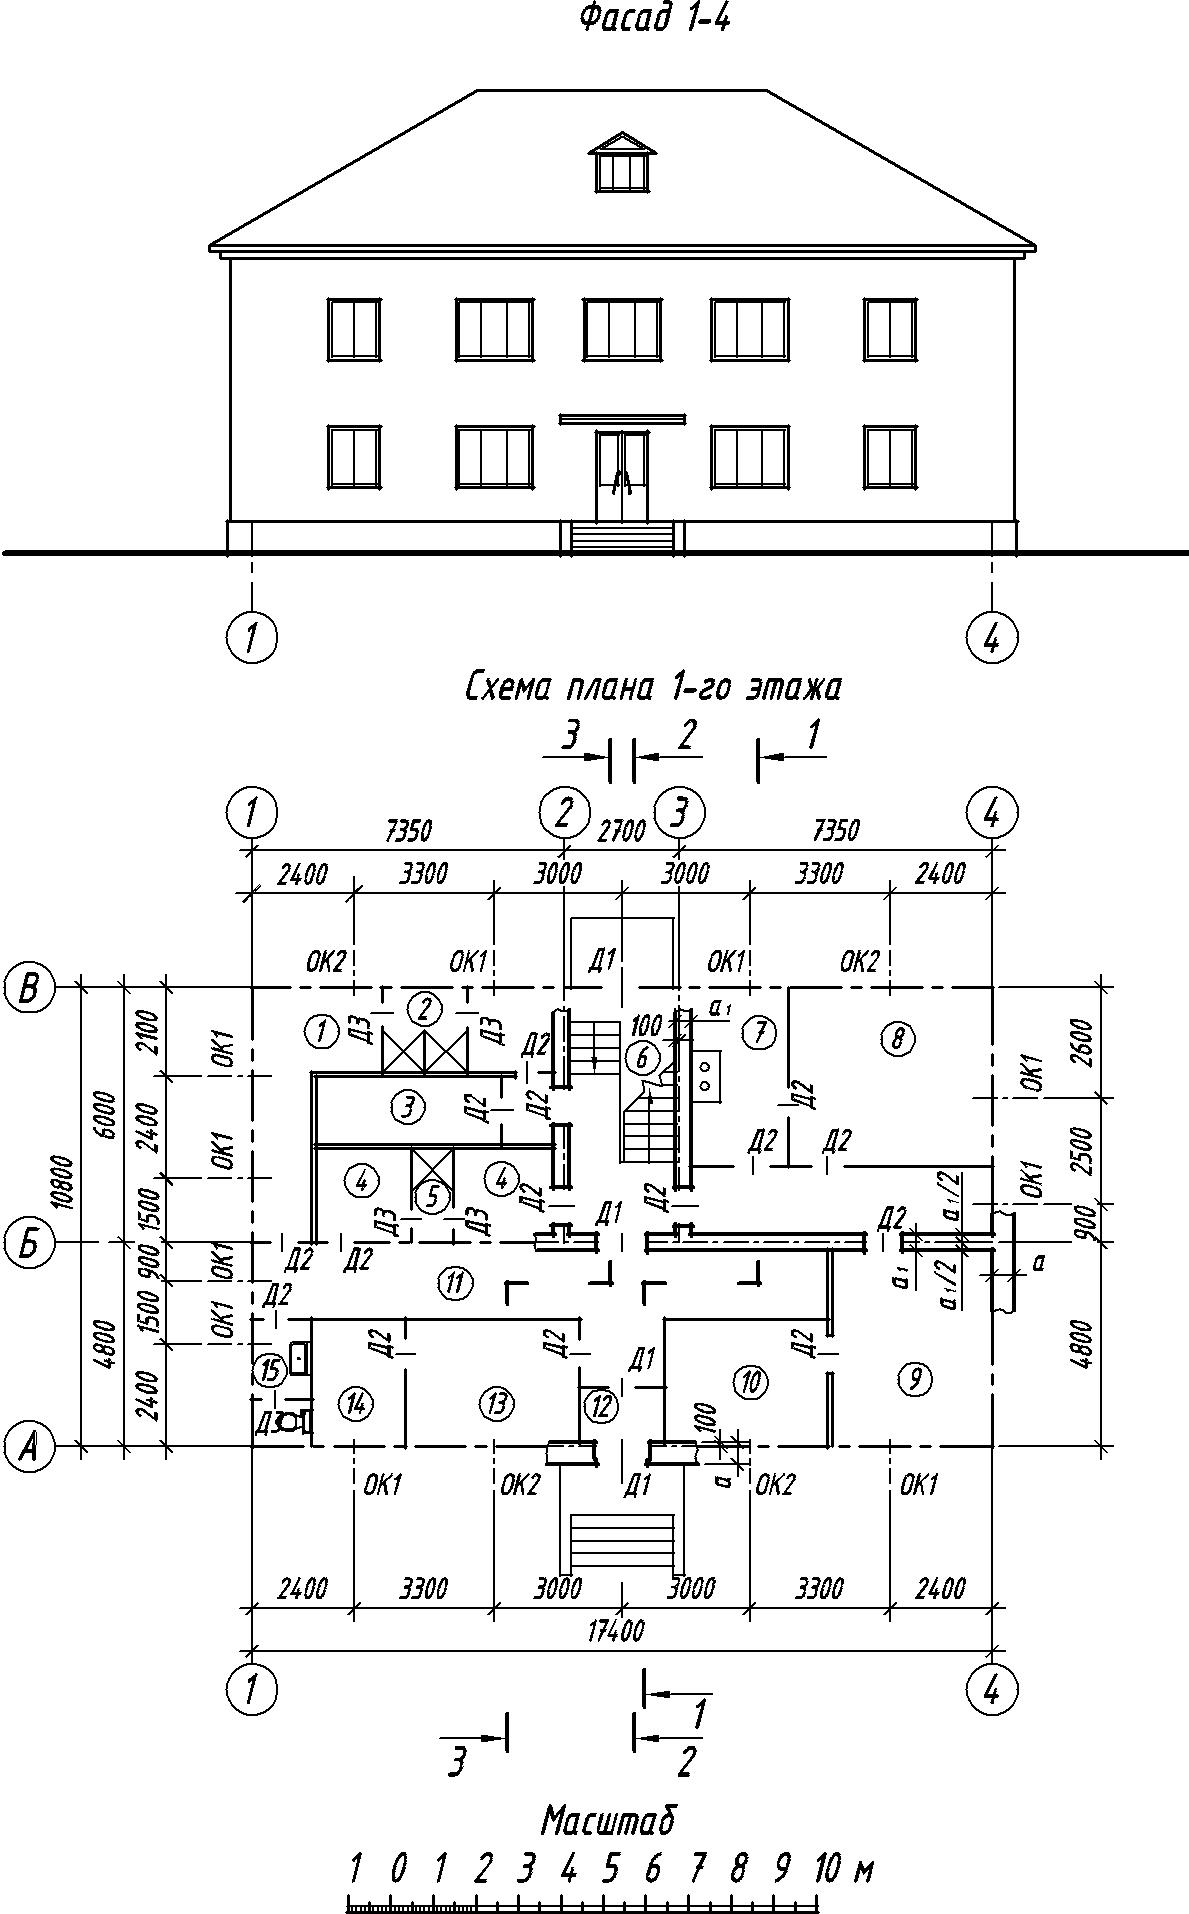 Фасад 1-4
1 4
Схема плана 1-го этажа
3 2 1
1 2 3 4
7350 2700 7350
2400 3300 3000 3000 3300 2400
ОК2 ОК1 Д1 ОК1 ОК2
В
2100
ОК1
1
Д3
2
Д3
Д2
100
6
а1
7
8
ОК1
2600
6000
10800
2400
ОК1
3
Д2
Д2
Д2
Д2 Д2
2500
ОК1
1500
4
5
4
Д3
Д3
Д2
Д2
Д1
Д2
а1/2
900
Б
900
ОК1
Д2 Д2
11
а1
а1/2
а
1500
ОК1
Д2
4800
2400
15
Д3
14
Д2
13
Д2
12
Д1
10
100
Д2
9
4800
А
ОК1 ОК2 Д1 а ОК2 ОК1
2400 3300 3000 3000 3300 2400
17400
1 4
1
3 2
Масштаб
1 0 1 2 3 4 5 6 7 8 9 10 м